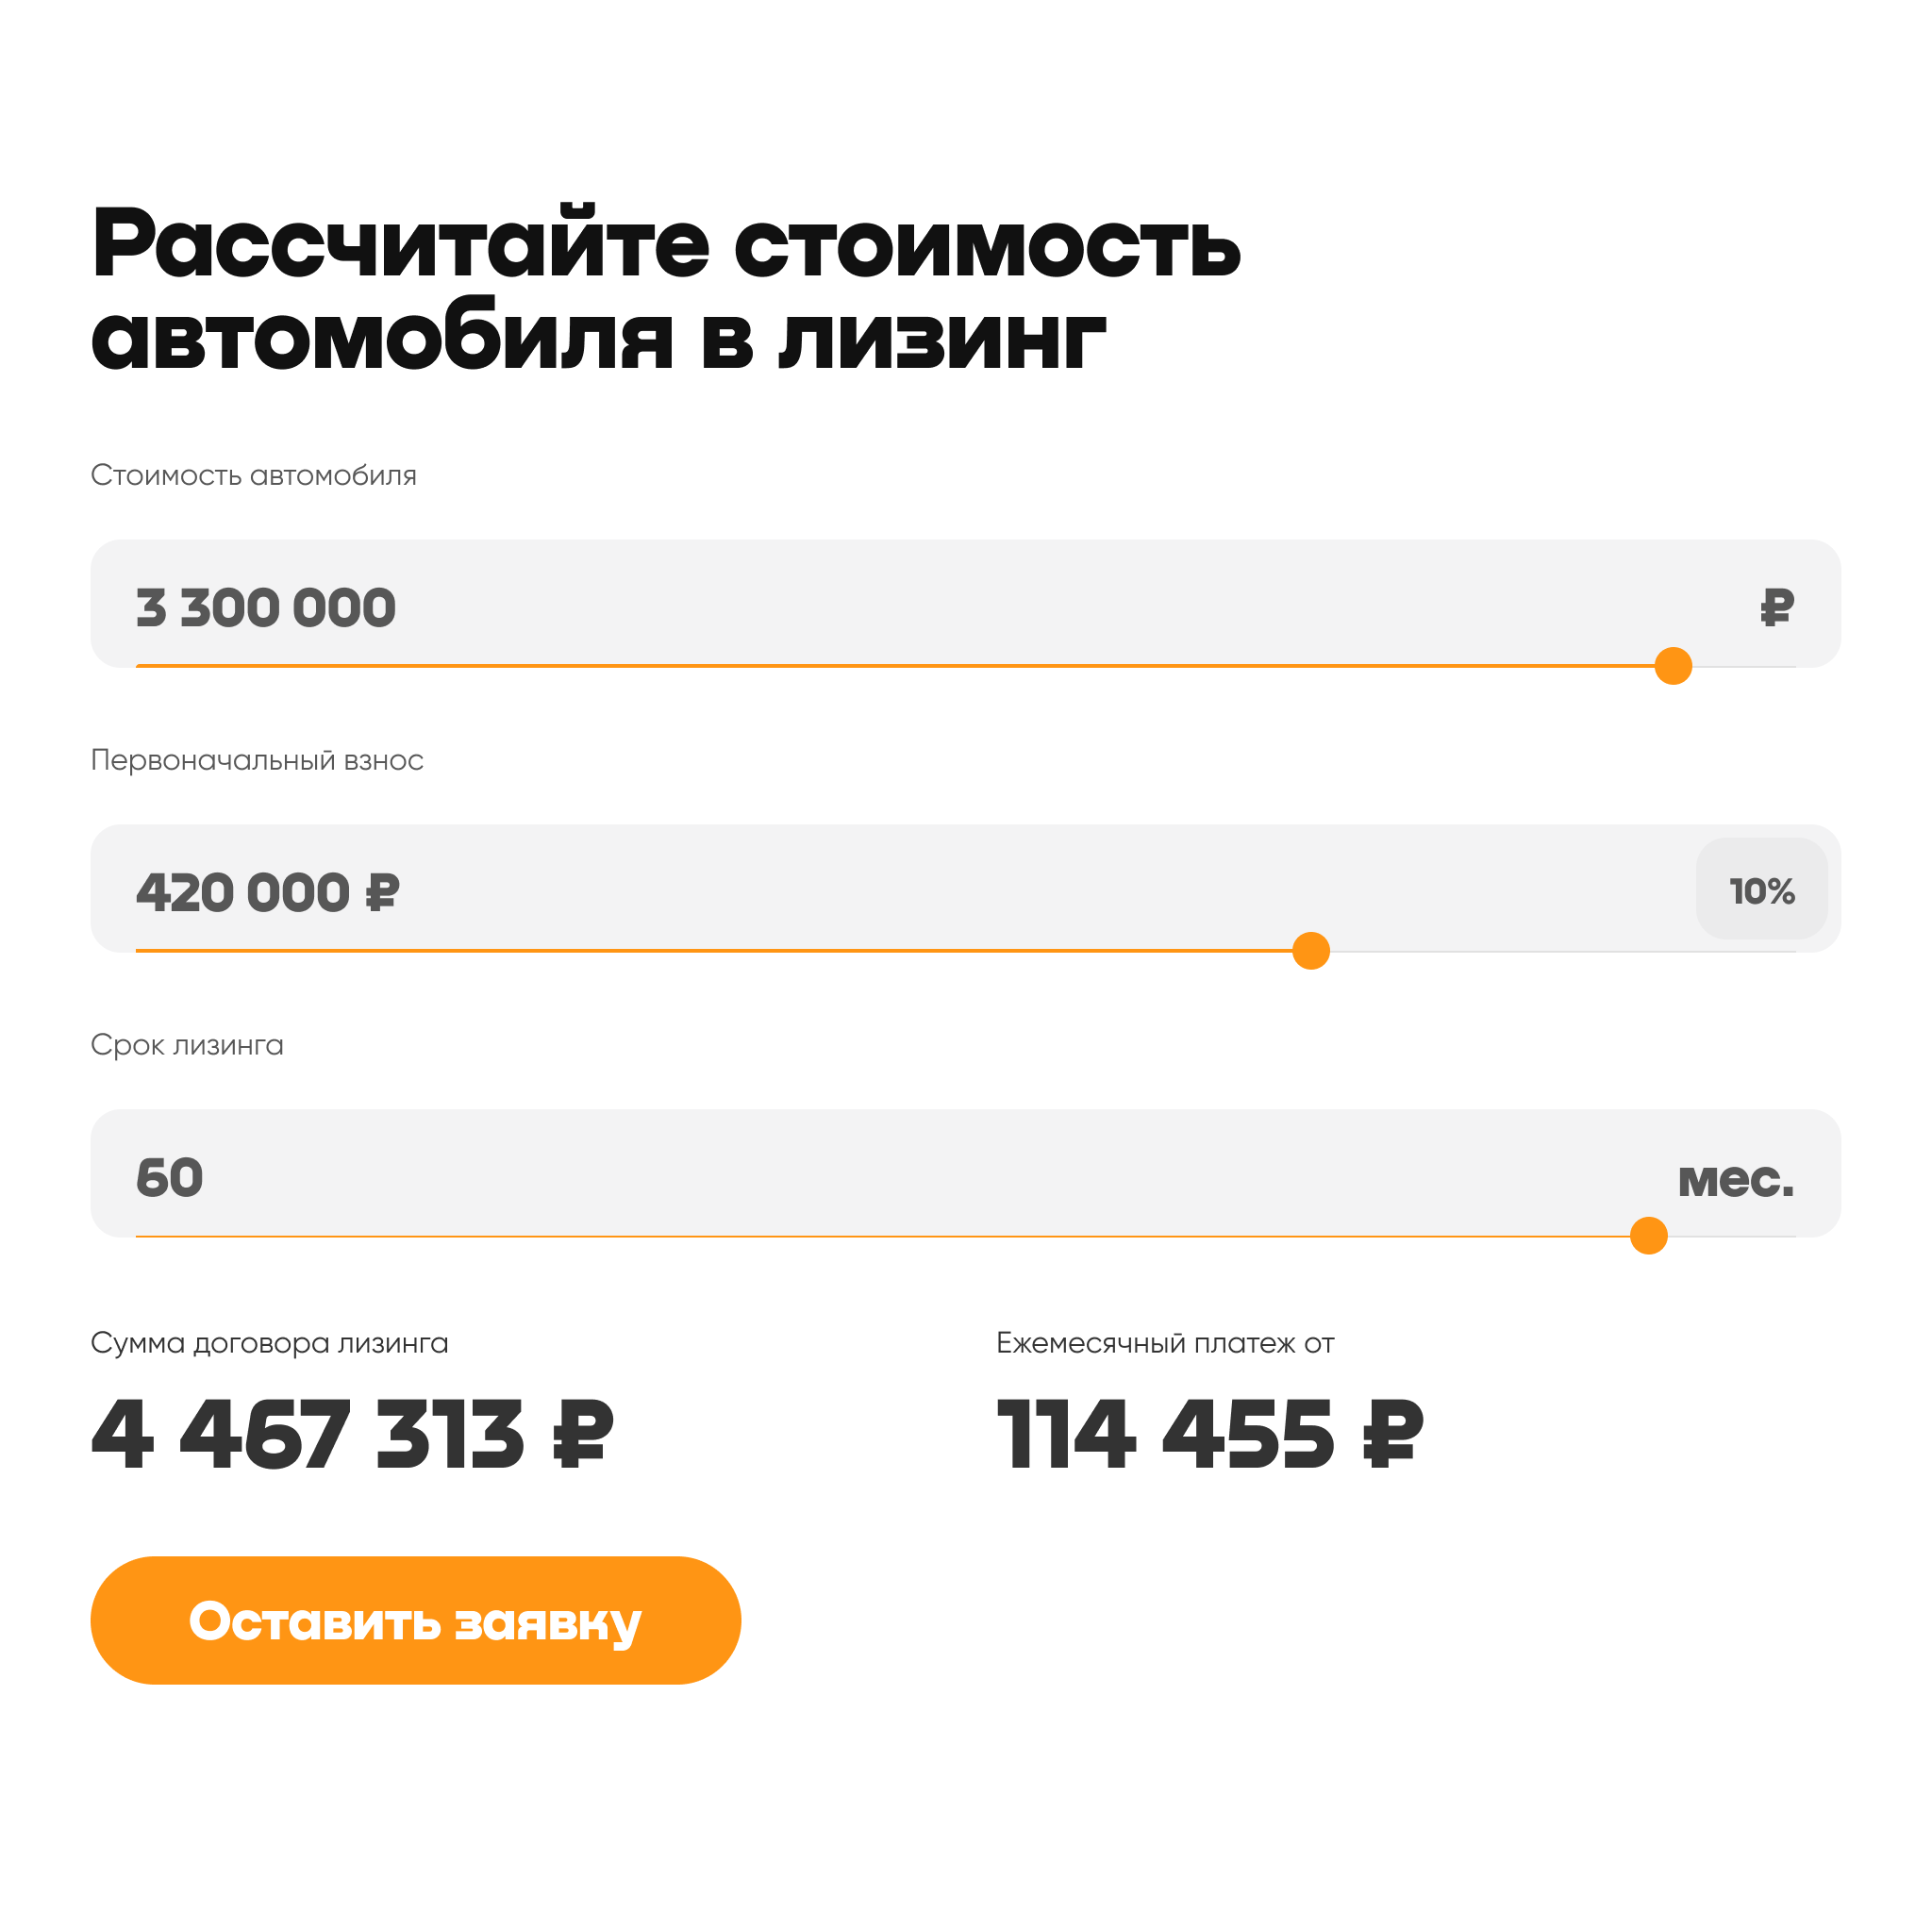 Рассчитайте стоимость
автомобиля в лизинг
Стоимость автомобиля
3 300 000 ₽
Первоначальный взнос
420 000 ₽ 10%
Срок лизинга
60 мес.
Сумма договора лизинга Ежемесячный платеж от
4 467 313 ₽ 114 455 ₽
Оставить заявку